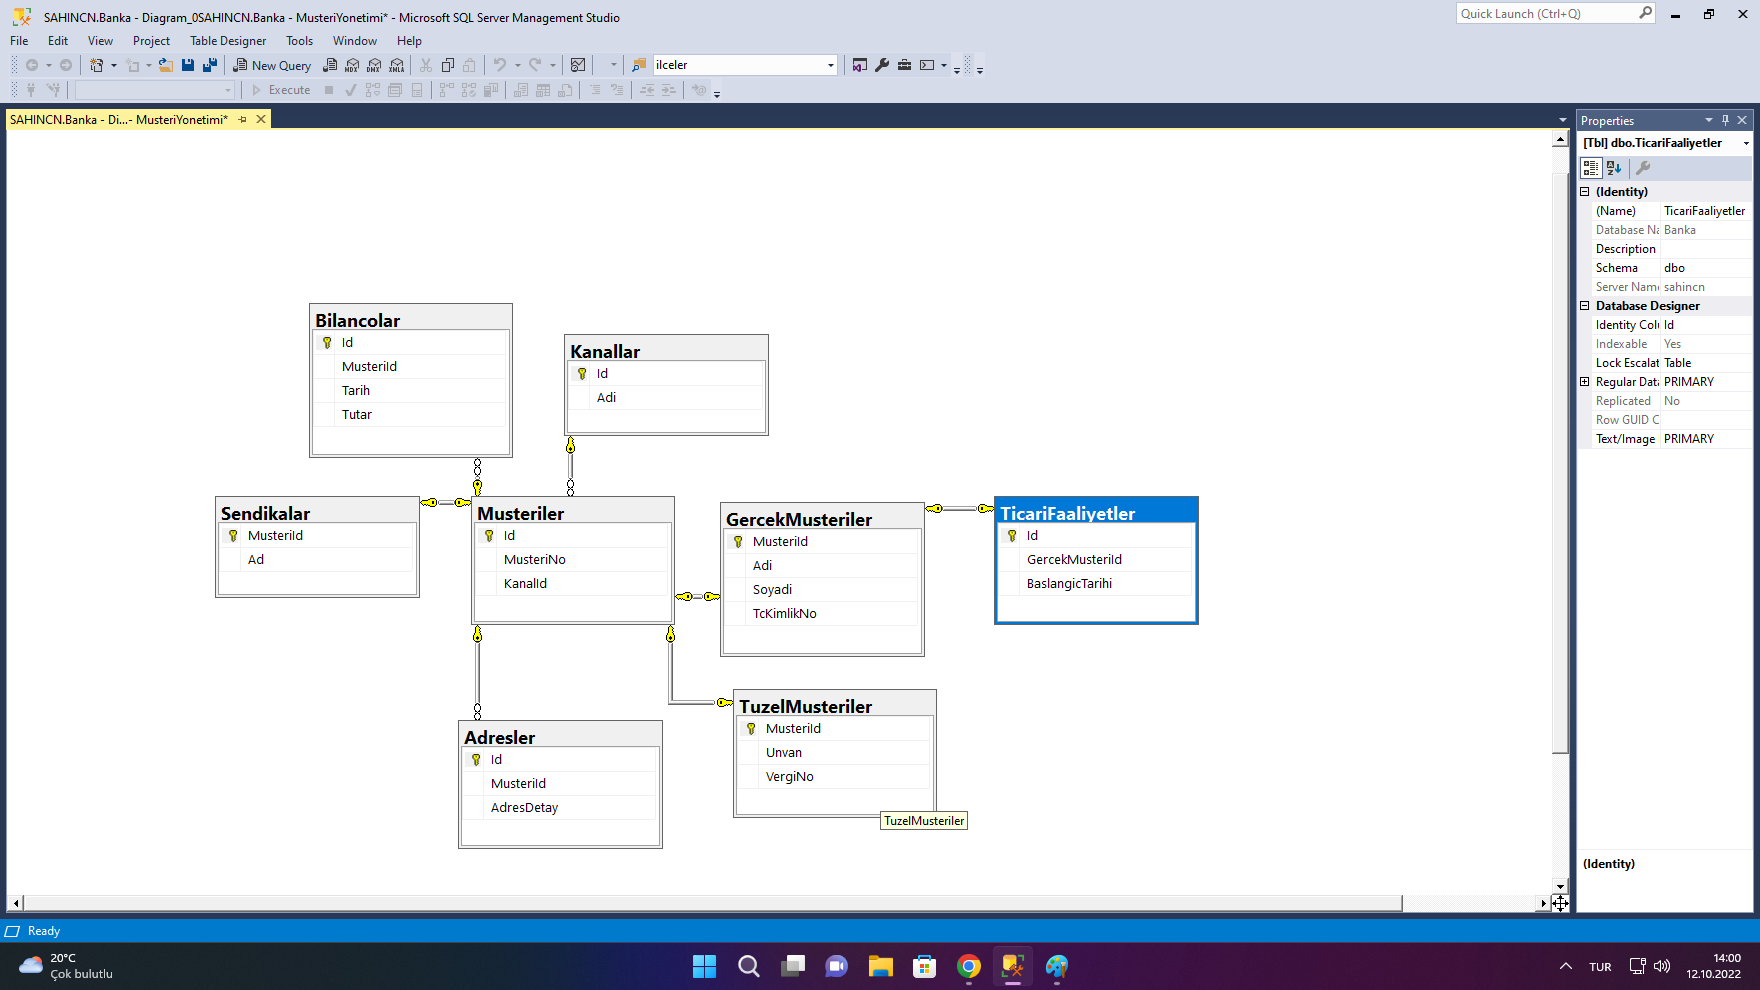 SAHINCN.Banka - Diagram_0SAHINCN.Banka - MusteriYonetimi* - Microsoft SQL Server Management Studio
Quick Launch (Ctrl+Q)
File Edit View Project Table Designer Tools Window Help
New Query MDX DMX XMLA ilceler
Execute
SAHINCN.Banka - Di...- MusteriYonetimi*
Properties
[Tbl] dbo.TicariFaaliyetler
(Identity)
(Name) TicariFaaliyetler
Database Na Banka
Description
Schema dbo
Server Name sahincn
Database Designer
Identity Colu Id
Indexable Yes
Lock Escalat Table
Regular Data PRIMARY
Replicated No
Row GUID C
Text/Image PRIMARY
(Identity)
Bilancolar
Id
MusteriId
Tarih
Tutar
Kanallar
Id
Adi
Sendikalar
MusteriId
Ad
Musteriler
Id
MusteriNo
KanalId
GercekMusteriler
MusteriId
Adi
Soyadi
TcKimlikNo
TicariFaaliyetler
Id
GercekMusteriId
BaslangicTarihi
Adresler
Id
MusteriId
AdresDetay
TuzelMusteriler
MusteriId
Unvan
VergiNo
TuzelMusteriler
Ready
20°C
Çok bulutlu
TUR
14:00
12.10.2022